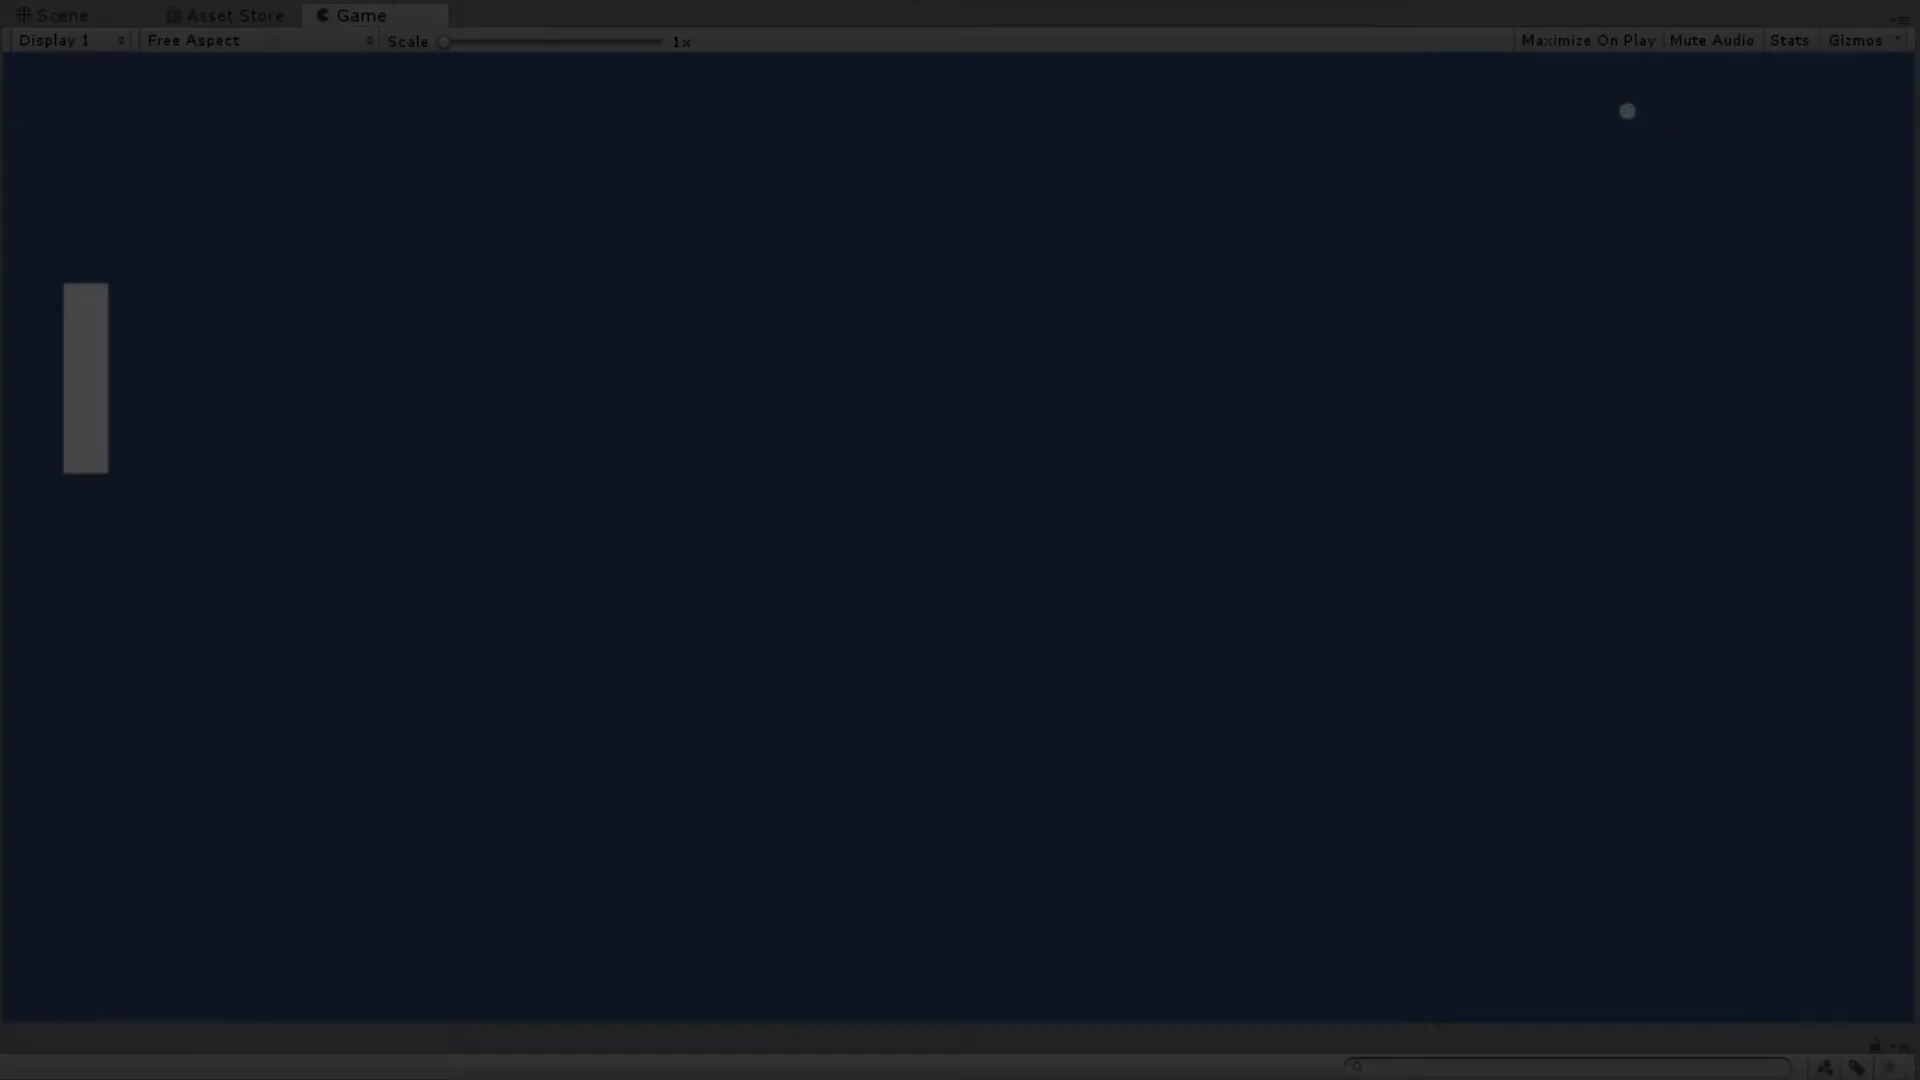 Scene Asset Store Game
Display 1 Free Aspect Scale 1x Maximize On Play Mute Audio Stats Gizmos